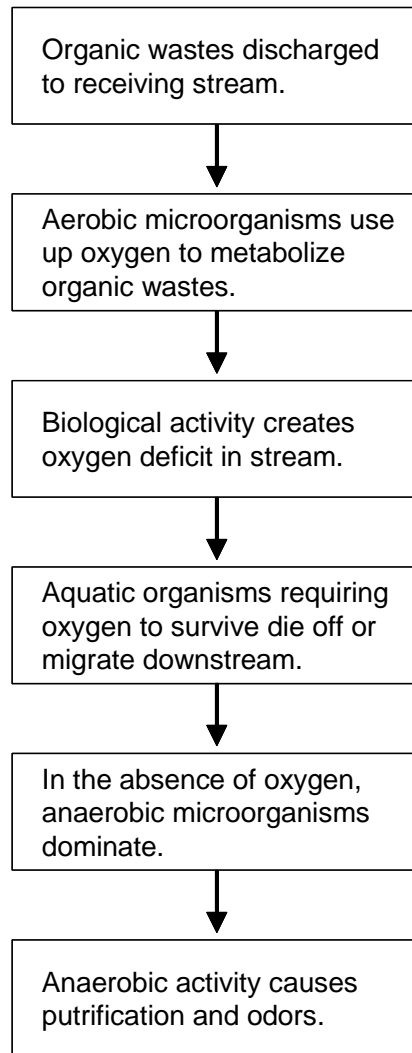 Organic wastes discharged
to receiving stream.
Aerobic microorganisms use
up oxygen to metabolize
organic wastes.
Biological activity creates
oxygen deficit in stream.
Aquatic organisms requiring
oxygen to survive die off or
migrate downstream.
In the absence of oxygen,
anaerobic microorganisms
dominate.
Anaerobic activity causes
putrification and odors.